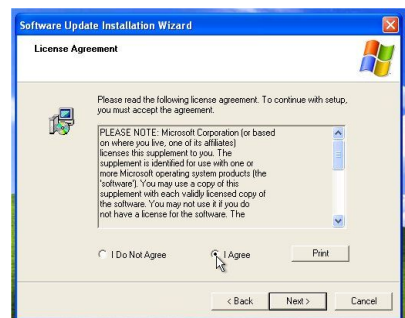 Software Update Installation Wizard
License Agreement
Please read the following license agreement. To continue with setup,
you must accept the agreement.
PLEASE NOTE: Microsoft Corporation (or based
on where you live, one of its affiliates)
licenses this supplement to you. The
supplement is identified for use with one or
more Microsoft operating system products (the
'software'). You may use a copy of this
supplement with each validly licensed copy of
the software. You may not use it if you do
not have a license for the software. The
I Do Not Agree
I Agree
Print
< Back
Next >
Cancel